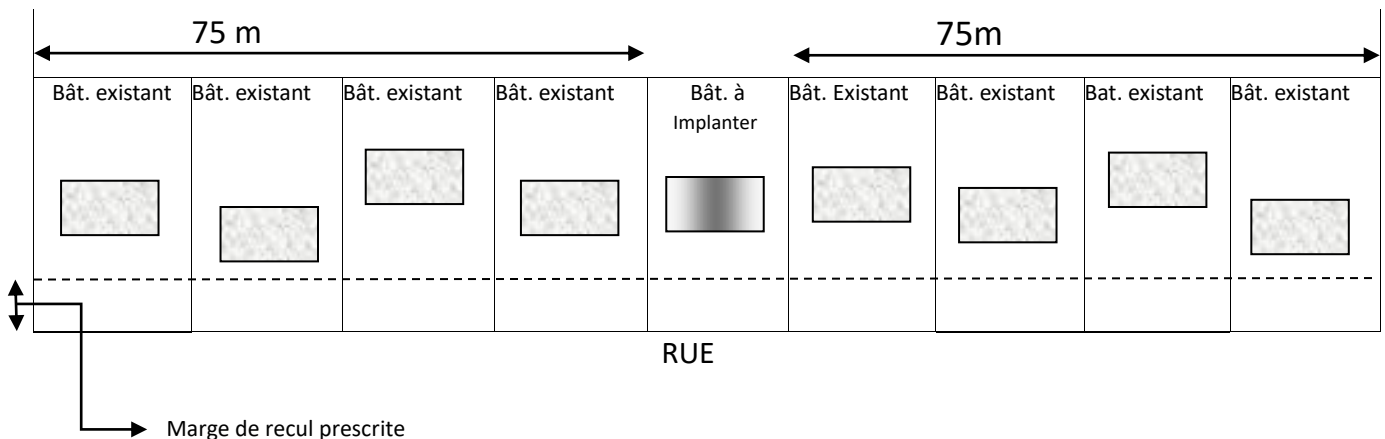 75 m
75m
Bât. existant
Bât. existant
Bât. existant
Bât. existant
Bât. à
Implanter
Bât. Existant
Bât. existant
Bat. existant
Bât. existant
RUE
Marge de recul prescrite